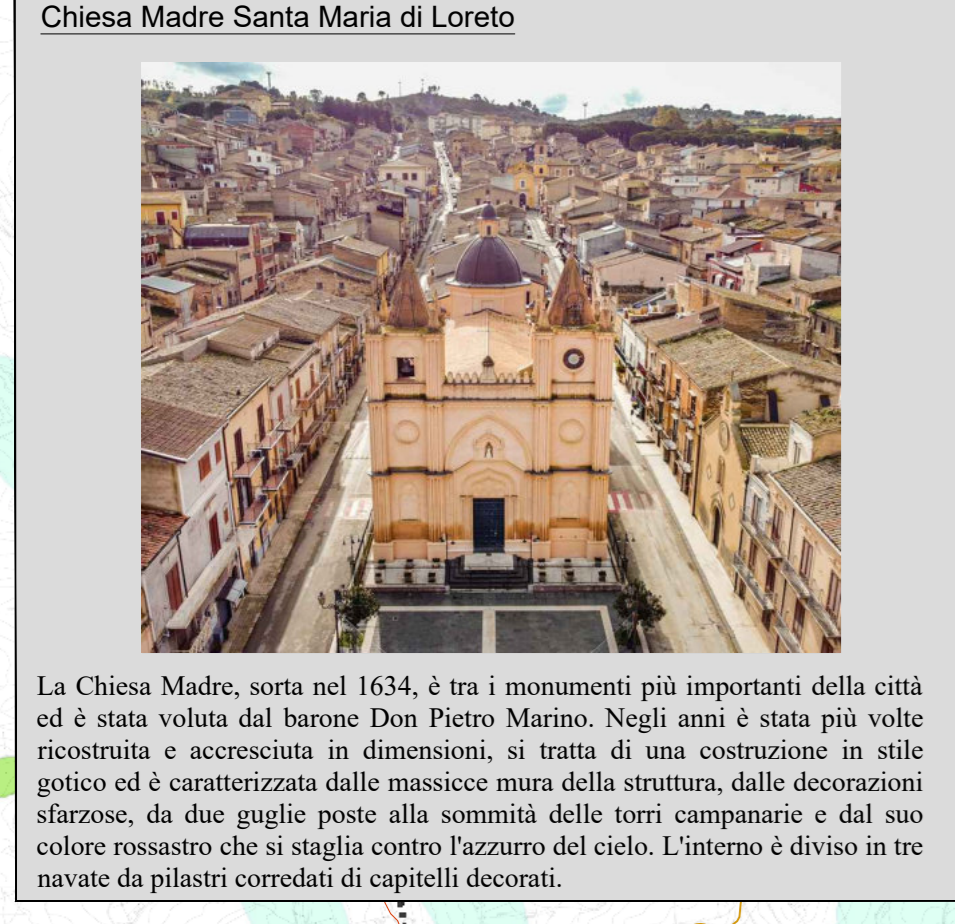 Chiesa Madre Santa Maria di Loreto
La Chiesa Madre, sorta nel 1634, è tra i monumenti più importanti della città
ed è stata voluta dal barone Don Pietro Marino. Negli anni è stata più volte
ricostruita e accresciuta in dimensioni, si tratta di una costruzione in stile
gotico ed è caratterizzata dalle massicce mura della struttura, dalle decorazioni
sfarzose, da due guglie poste alla sommità delle torri campanarie e dal suo
colore rossastro che si staglia contro l'azzurro del cielo. L'interno è diviso in tre
navate da pilastri corredati di capitelli decorati.